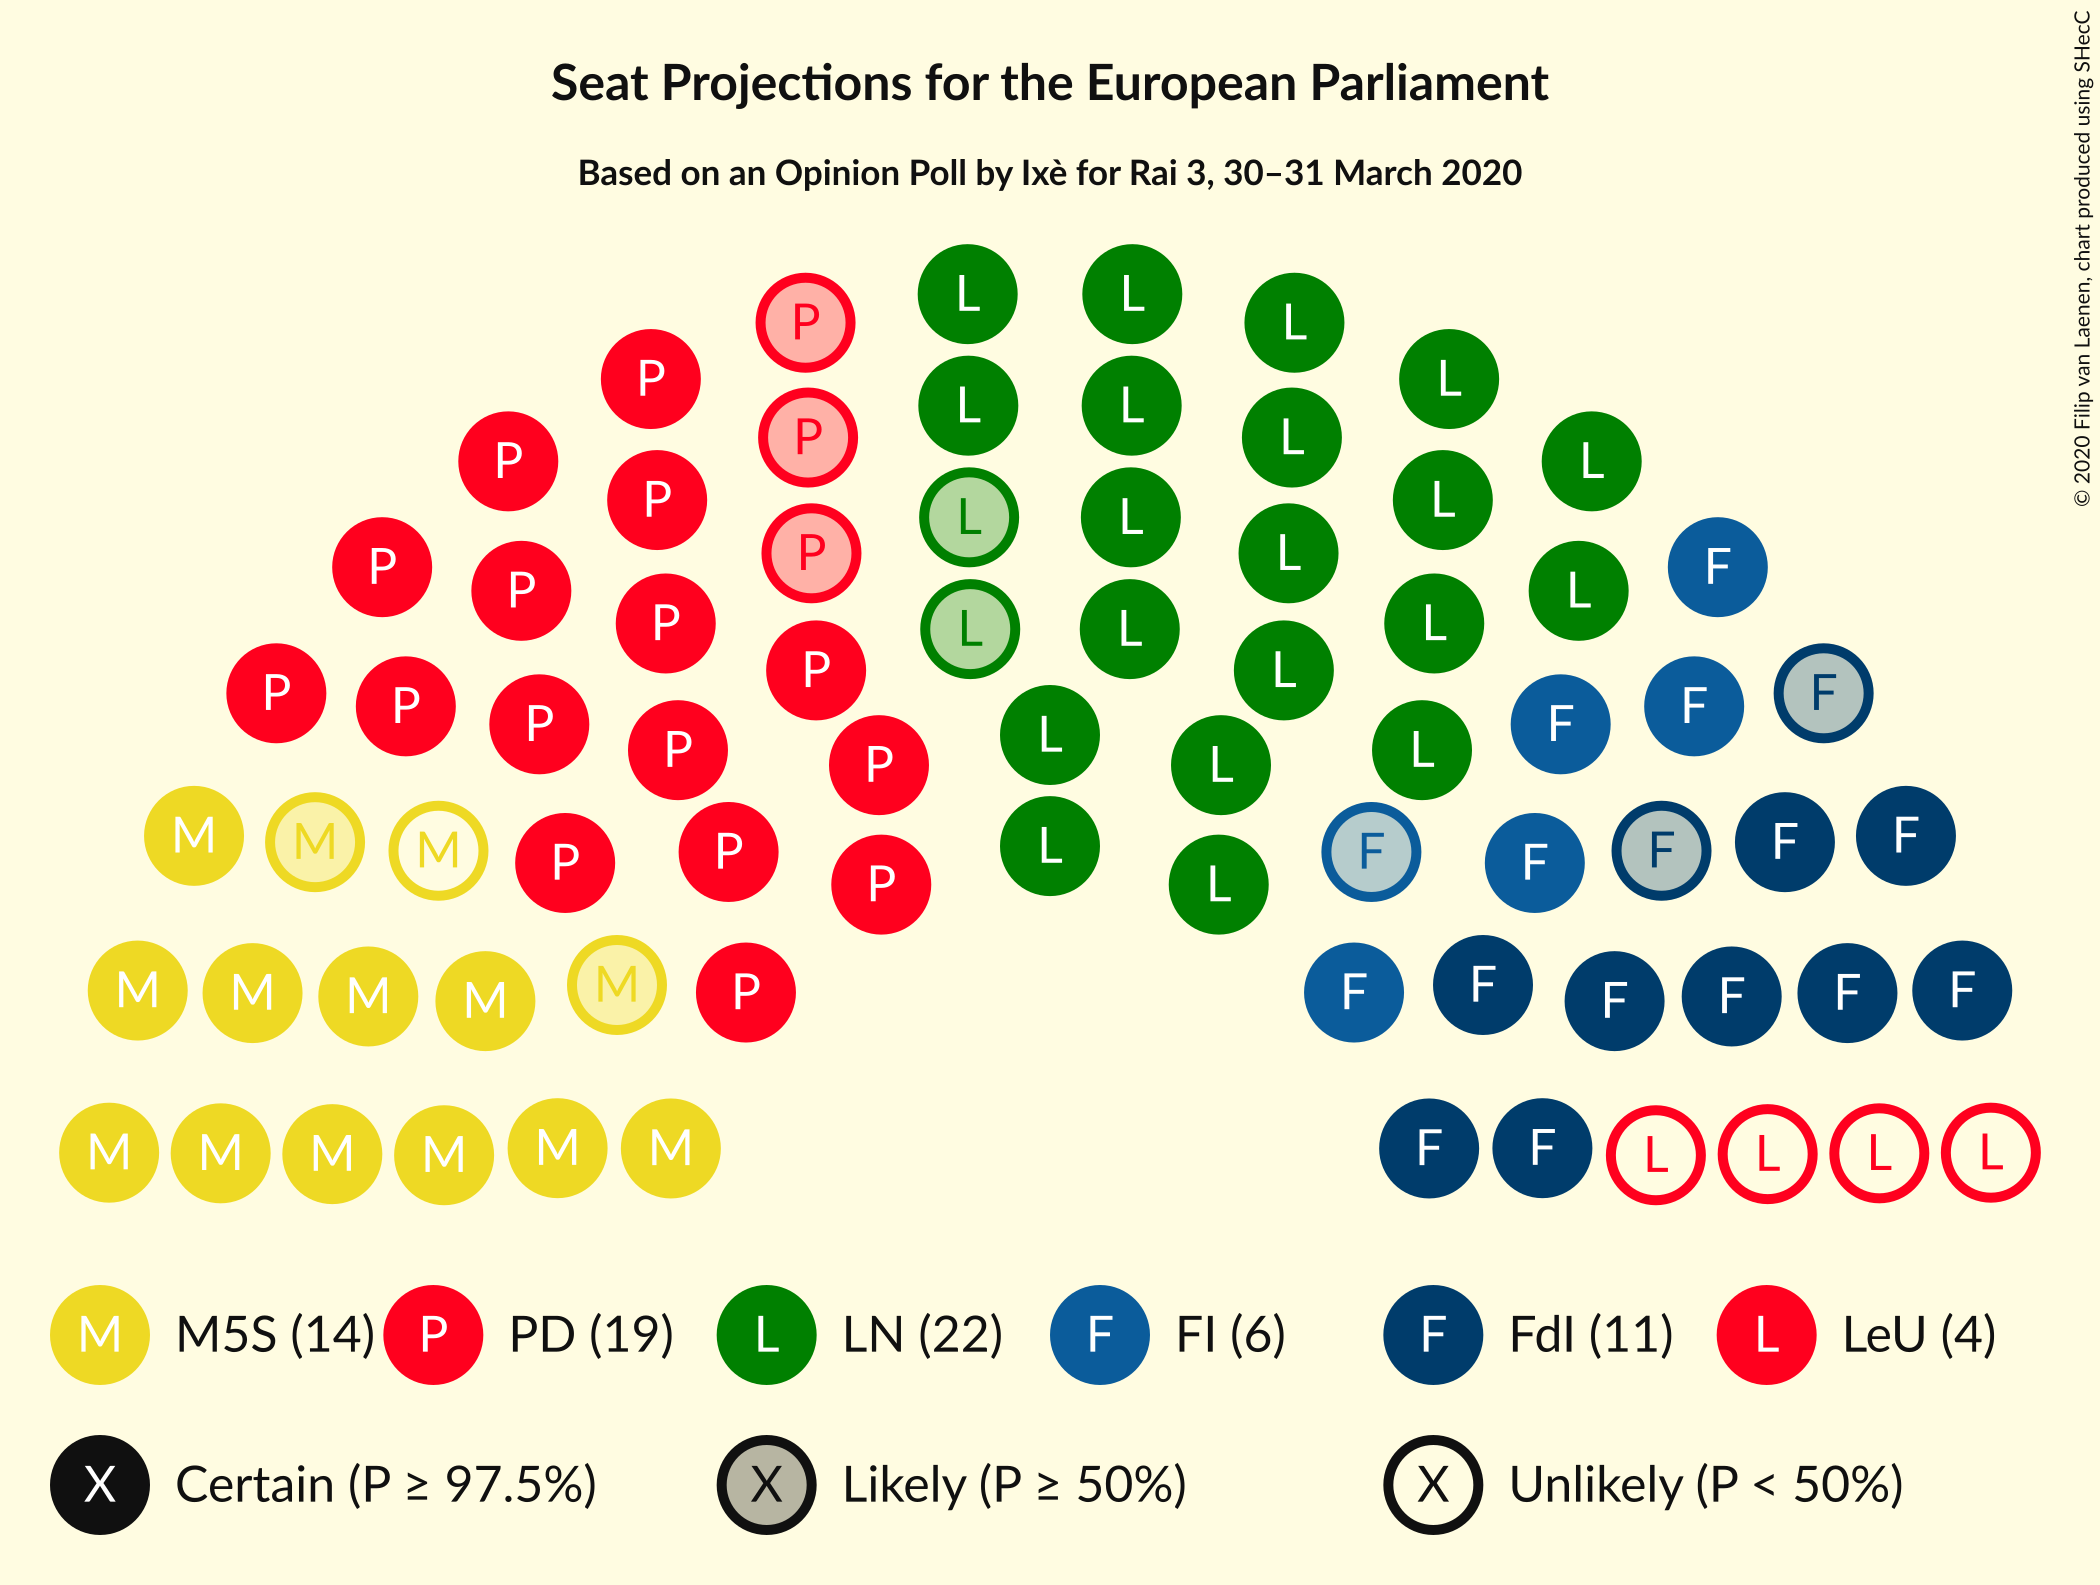 Seat Projections for the European Parliament
Based on an Opinion Poll by Ixè for Rai 3, 30–31 March 2020
© 2020 Filip van Laenen, chart produced using SHecC
L L
P L L
P L
L L
P P L L
P L
P L L
P L L
P L P F
P P L L
P L L
P L
P P P P L F F F
P L F
L L
P P L L
M M M P P F F F F F
P L
L L
M M M M M P F F F F F F
M M M M M M F F L L L L
M M5S (14) P PD (19) L LN (22) F FI (6) F FdI (11) L LeU (4)
X Certain (P ≥ 97.5%) X Likely (P ≥ 50%) X Unlikely (P < 50%)